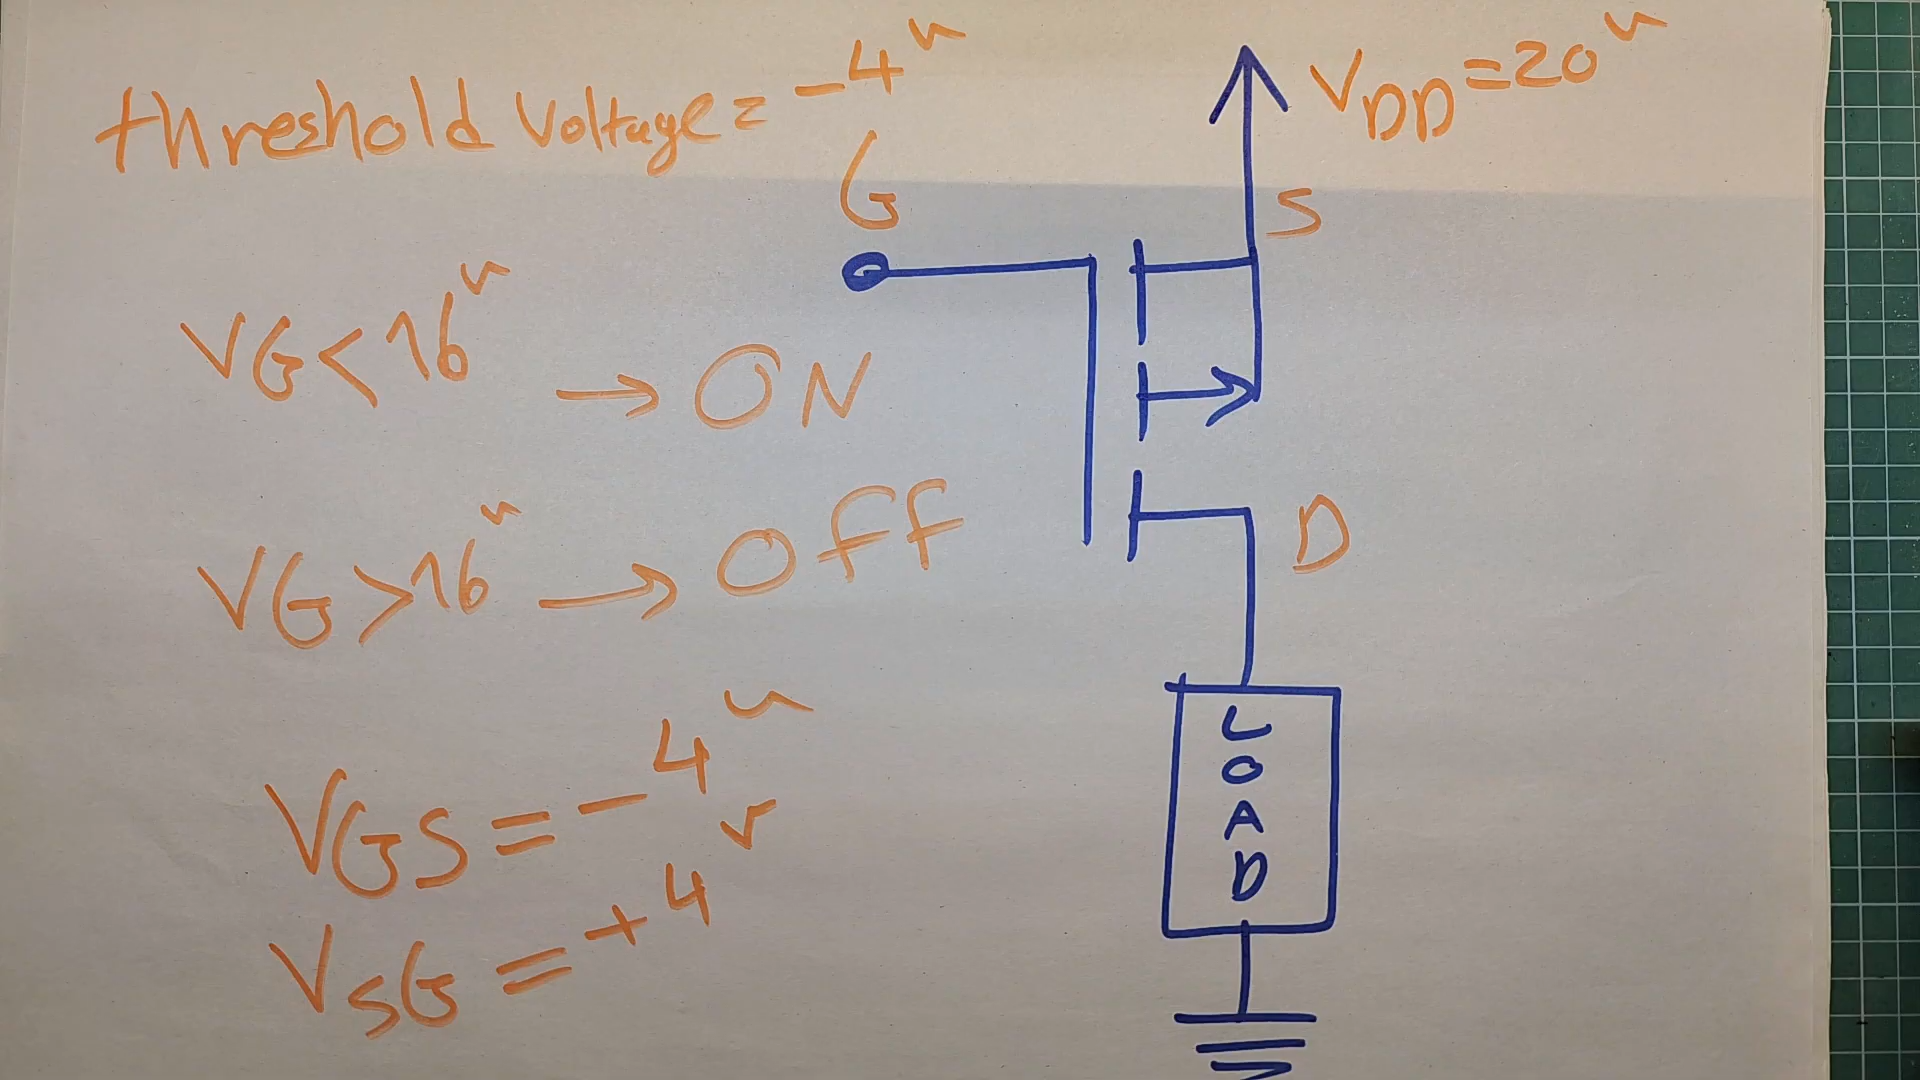 threshold Voltage = -4v
VDD = 20v
G
S
VG < 16v → ON
VG > 16v → OFF
D
VGS = -4v
VSG = +4v
LOAD